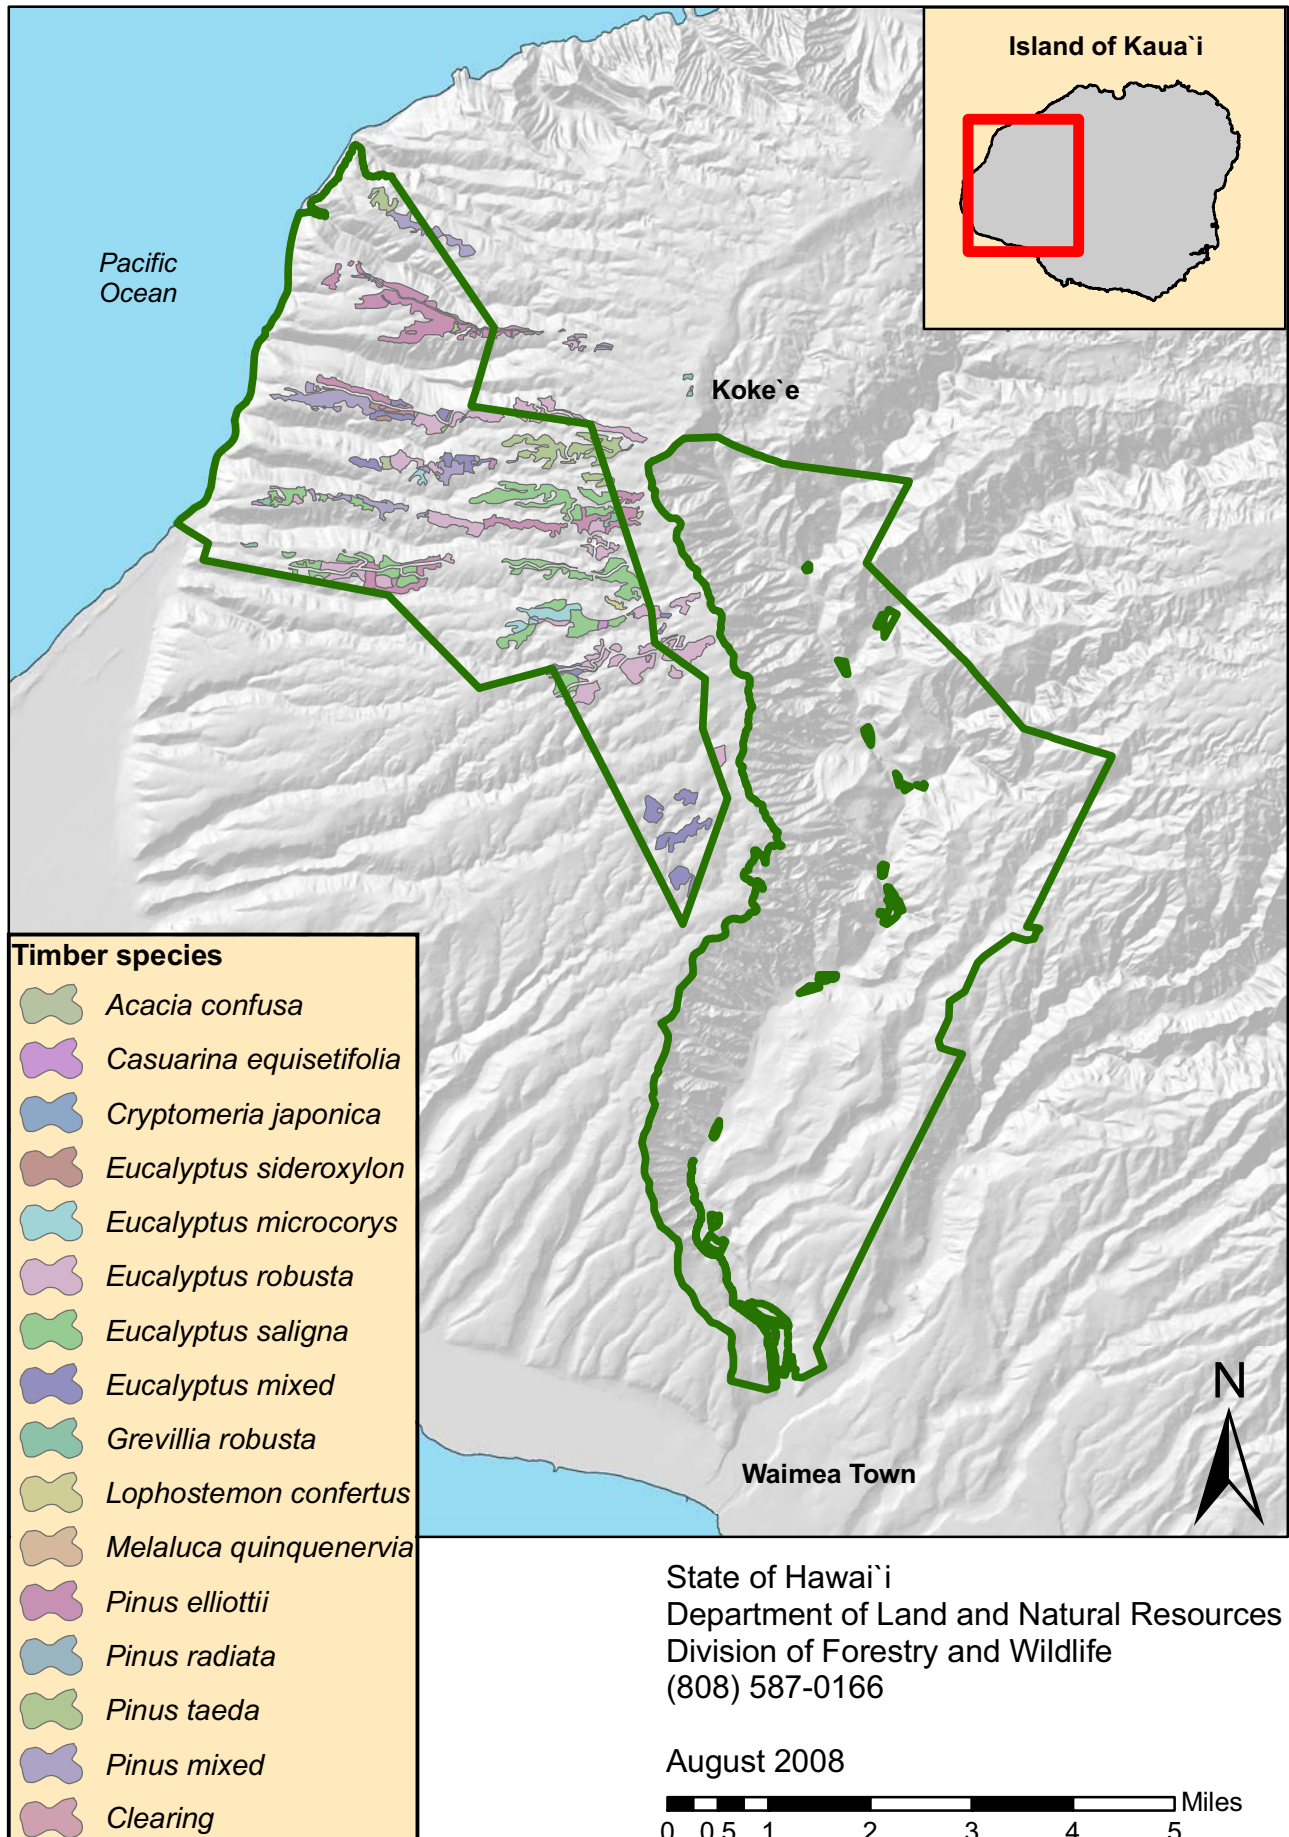 Island of Kaua`i
Pacific
Ocean
Koke`e
Timber species
Acacia confusa
Casuarina equisetifolia
Cryptomeria japonica
Eucalyptus sideroxylon
Eucalyptus microcorys
Eucalyptus robusta
Eucalyptus saligna
Eucalyptus mixed
Grevillia robusta
Lophostemon confertus
Melaluca quinquenervia
Pinus elliottii
Pinus radiata
Pinus taeda
Pinus mixed
Clearing
N
Waimea Town
State of Hawai`i
Department of Land and Natural Resources
Division of Forestry and Wildlife
(808) 587-0166
August 2008
Miles
0 0.5 1 2 3 4 5